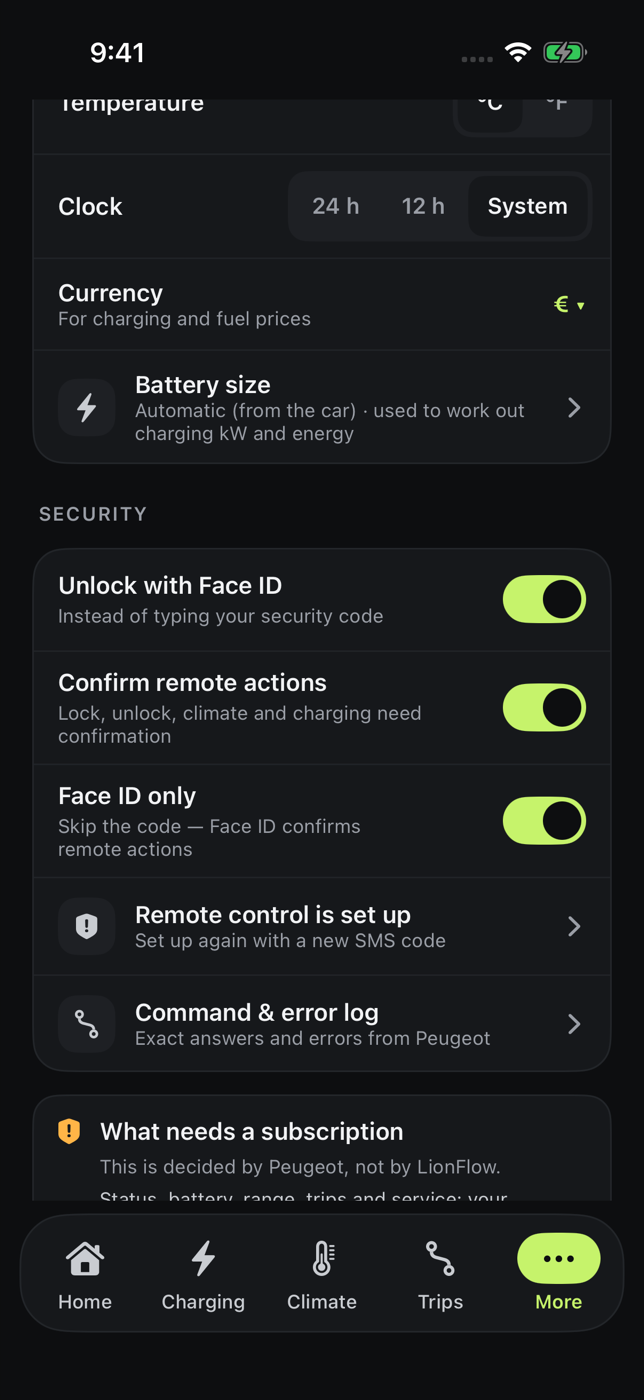 9:41
Temperature
°C
°F
Clock
24 h
12 h
System
Currency
For charging and fuel prices
€ ▾
Battery size
Automatic (from the car) · used to work out
charging kW and energy
SECURITY
Unlock with Face ID
Instead of typing your security code
Confirm remote actions
Lock, unlock, climate and charging need
confirmation
Face ID only
Skip the code — Face ID confirms
remote actions
Remote control is set up
Set up again with a new SMS code
Command & error log
Exact answers and errors from Peugeot
What needs a subscription
This is decided by Peugeot, not by LionFlow.
Status, battery, range, trips and service: your
Home
Charging
Climate
Trips
More